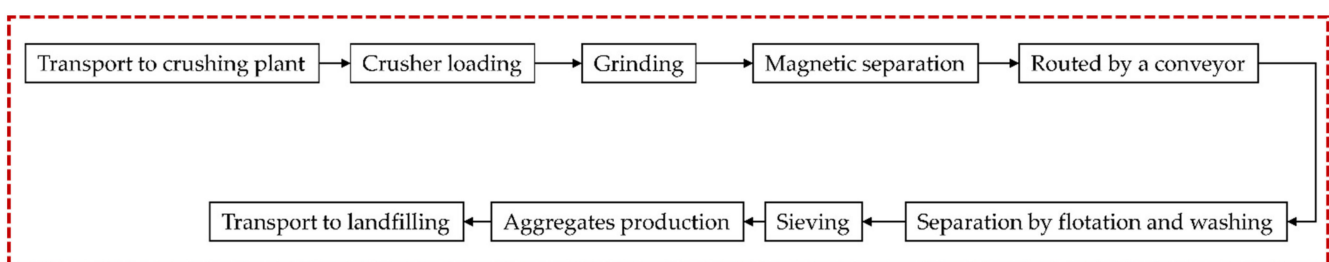 Transport to crushing plant
Crusher loading
Grinding
Magnetic separation
Routed by a conveyor
Separation by flotation and washing
Sieving
Aggregates production
Transport to landfilling